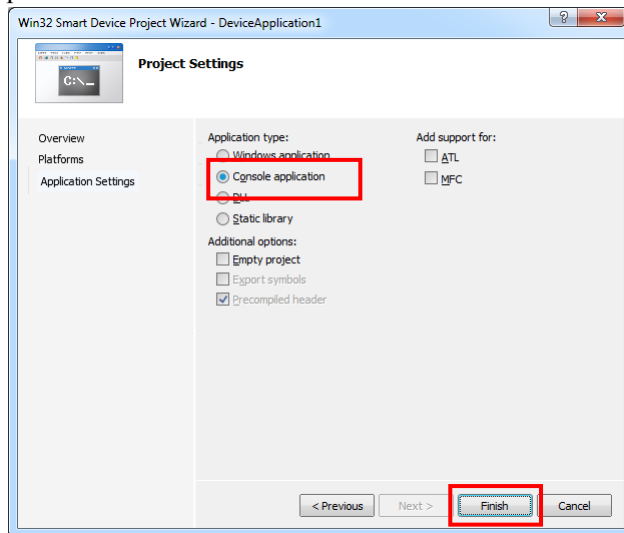 Win32 Smart Device Project Wizard - DeviceApplication1
C:\_
Project Settings
Overview
Platforms
Application Settings
Application type:
Windows application
Console application
DLL
Static library
Additional options:
Empty project
Export symbols
Precompiled header
Add support for:
ATL
MFC
< Previous
Next >
Finish
Cancel